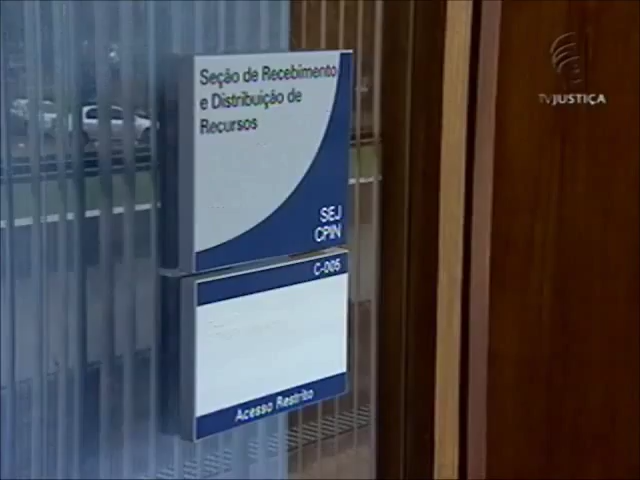 Seção de Recebimento
e Distribuição de
Recursos
SEJ
CPIN
C-005
Acesso Restrito
TV JUSTIÇA